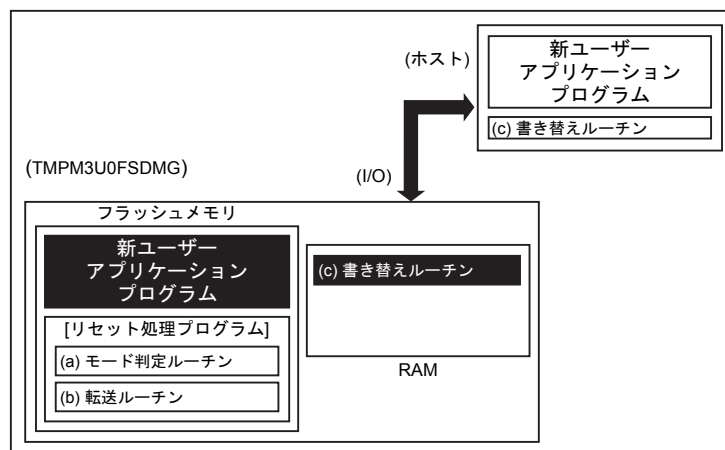 (ホスト)
新ユーザー
アプリケーション
プログラム
(c) 書き替えルーチン
(TMPM3U0FSDMG)
(I/O)
フラッシュメモリ
新ユーザー
アプリケーション
プログラム
[リセット処理プログラム]
(a) モード判定ルーチン
(b) 転送ルーチン
(c) 書き替えルーチン
RAM